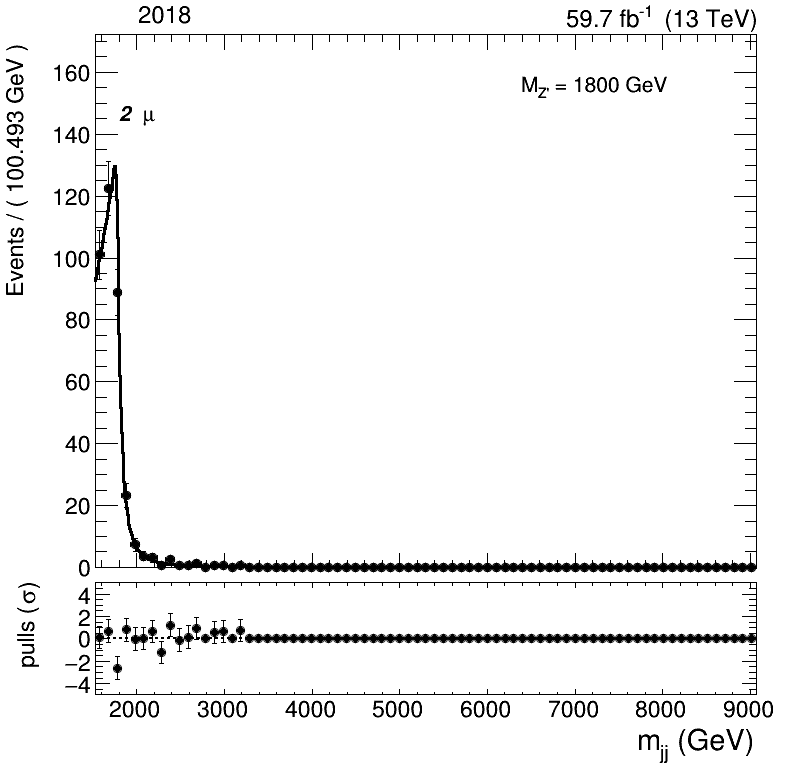 2018
59.7 fb⁻¹ (13 TeV)
Events / ( 100.493 GeV )
160
140
120
100
80
60
40
20
0
M_Z' = 1800 GeV
2 μ
pulls (σ)
4
2
0
−2
−4
2000 3000 4000 5000 6000 7000 8000 9000
m_jj (GeV)